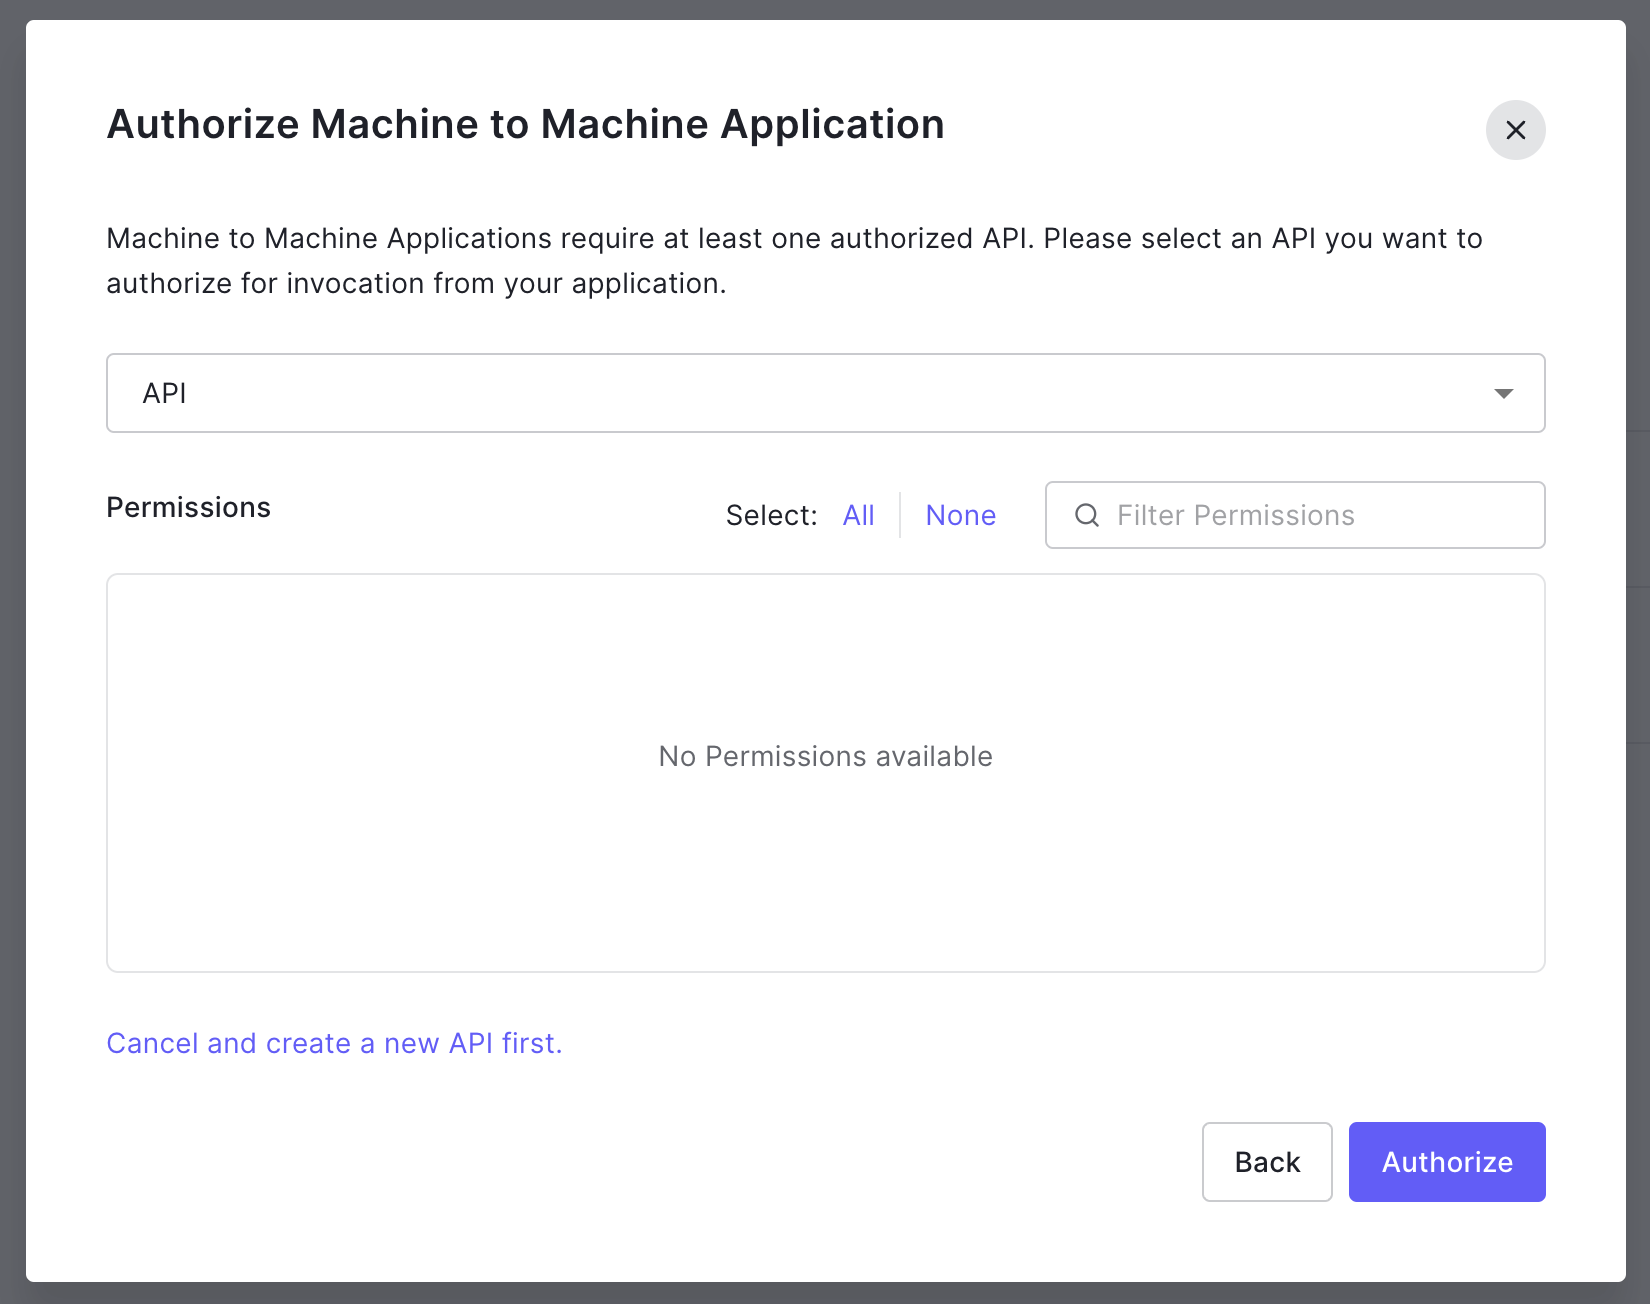 Authorize Machine to Machine Application
Machine to Machine Applications require at least one authorized API. Please select an API you want to
authorize for invocation from your application.
API
Permissions
Select: All None
Filter Permissions
No Permissions available
Cancel and create a new API first.
Back
Authorize